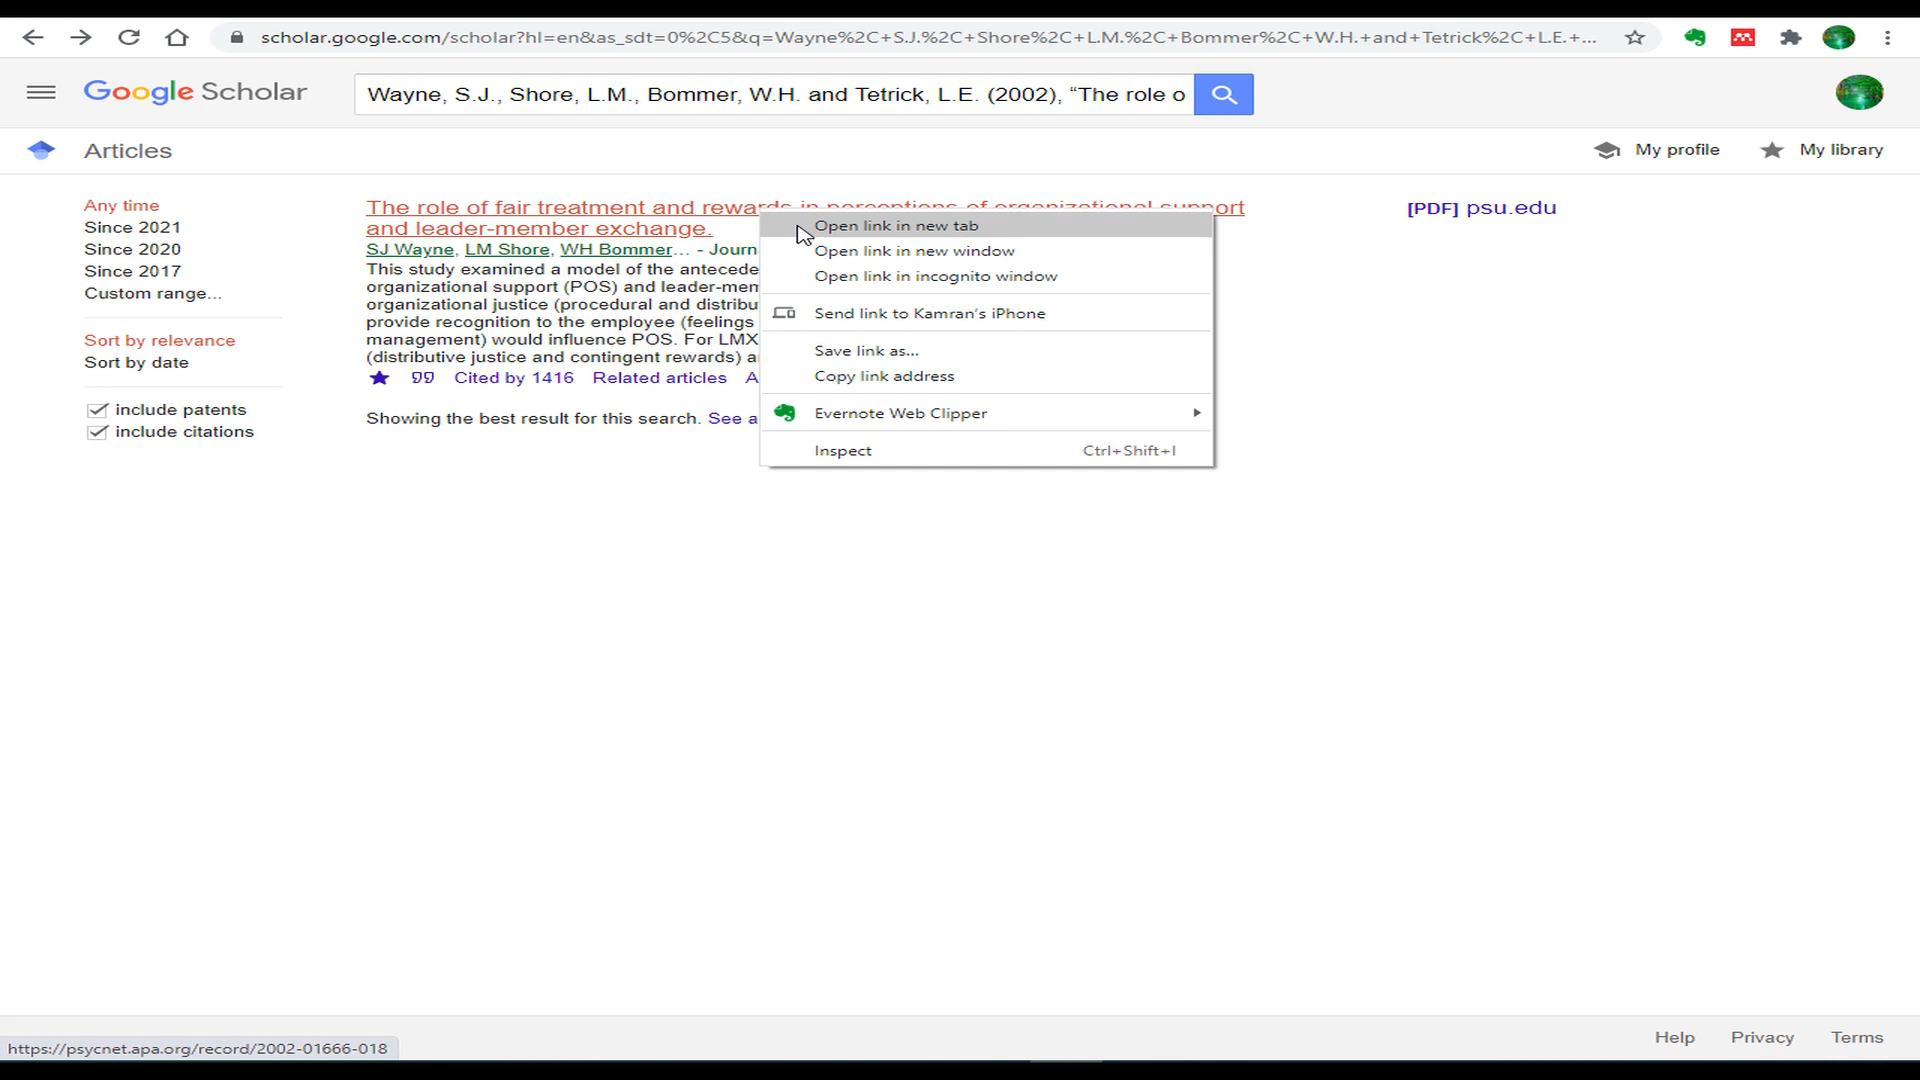 scholar.google.com/scholar?hl=en&as_sdt=0%2C5&q=Wayne%2C+S.J.%2C+Shore%2C+L.M.%2C+Bommer%2C+W.H.+and+Tetrick%2C+L.E.+...
Google Scholar
Wayne, S.J., Shore, L.M., Bommer, W.H. and Tetrick, L.E. (2002), “The role o
Articles
My profile
My library
Any time
Since 2021
Since 2020
Since 2017
Custom range...
Sort by relevance
Sort by date
include patents
include citations
The role of fair treatment and rewards in perceptions of organizational support
and leader-member exchange.
SJ Wayne, LM Shore, WH Bommer... - Journ
This study examined a model of the antecede
organizational support (POS) and leader-mem
organizational justice (procedural and distribu
provide recognition to the employee (feelings
management) would influence POS. For LMX
(distributive justice and contingent rewards) a
Cited by 1416 Related articles A
Showing the best result for this search. See a
[PDF] psu.edu
Open link in new tab
Open link in new window
Open link in incognito window
Send link to Kamran's iPhone
Save link as...
Copy link address
Evernote Web Clipper
Inspect Ctrl+Shift+I
Help
Privacy
Terms
https://psycnet.apa.org/record/2002-01666-018